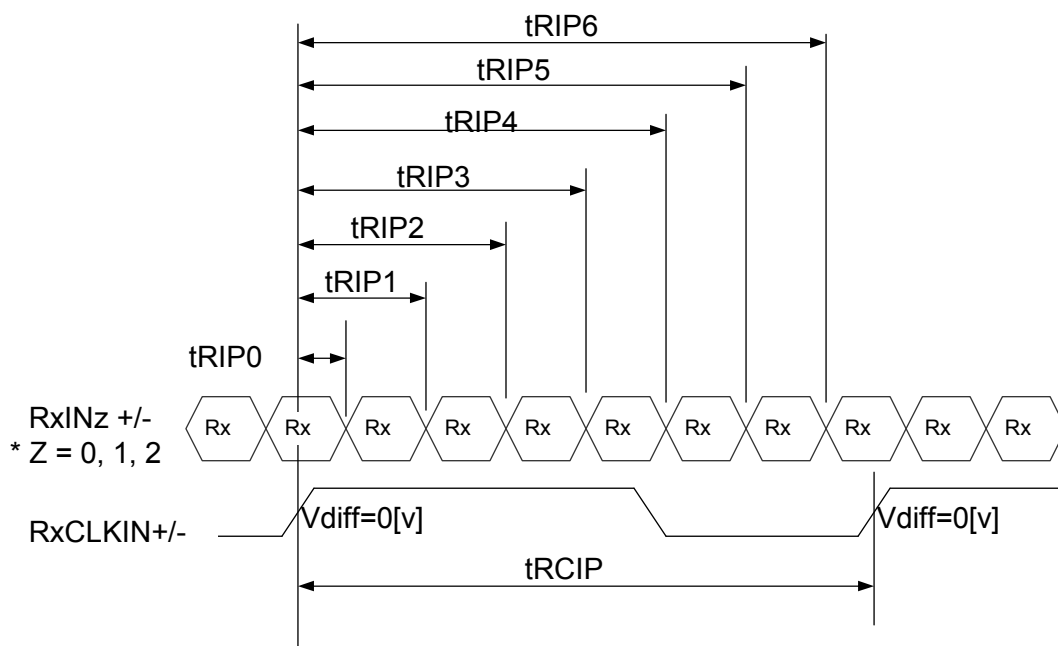 tRIP6
tRIP5
tRIP4
tRIP3
tRIP2
tRIP1
tRIP0
RxINz +/-
* Z = 0, 1, 2
Rx Rx Rx Rx Rx Rx Rx Rx Rx Rx Rx
RxCLKIN+/-
Vdiff=0[v] Vdiff=0[v]
tRCIP